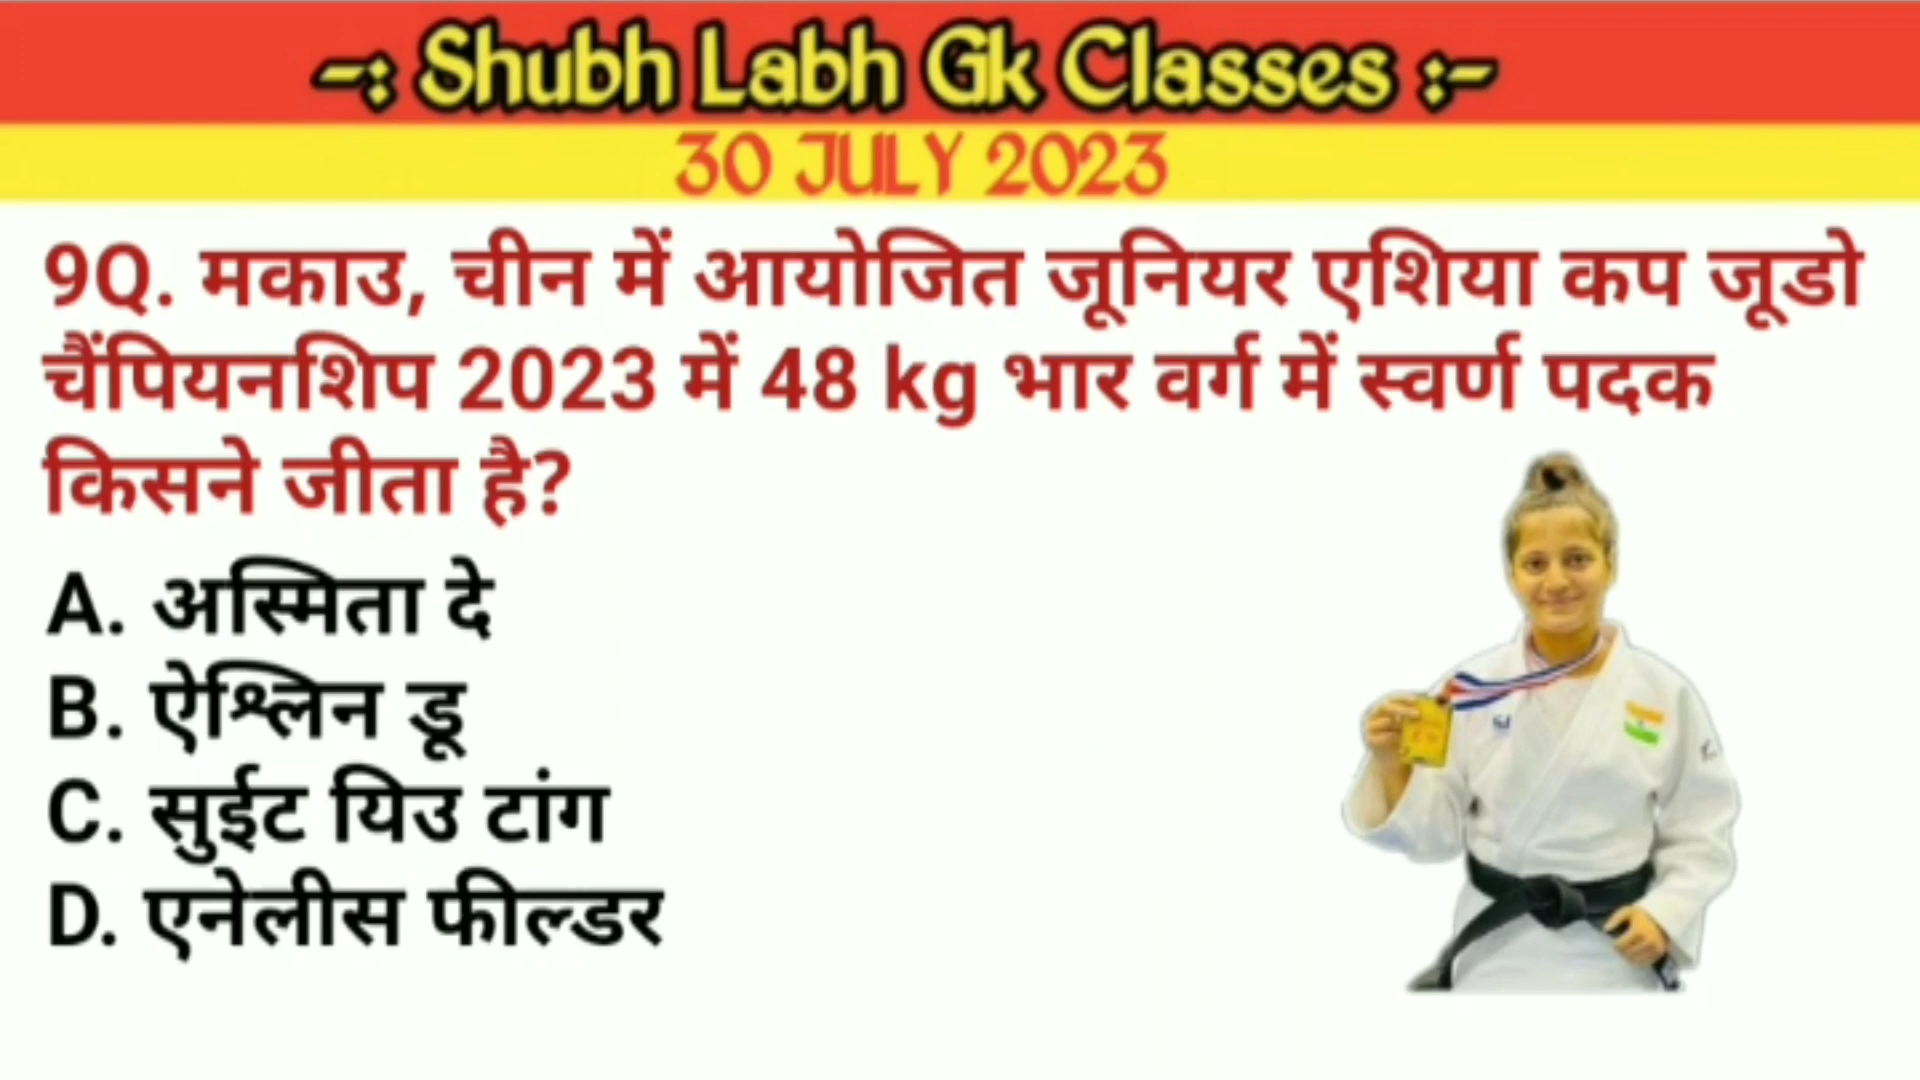 -: Shubh Labh Gk Classes :-
30 JULY 2023
9Q. मकाउ, चीन में आयोजित जूनियर एशिया कप जूडो
चैंपियनशिप 2023 में 48 kg भार वर्ग में स्वर्ण पदक
किसने जीता है?
A. अस्मिता दे
B. ऐश्लिन डू
C. सुईट यिउ टांग
D. एनेलीस फील्डर